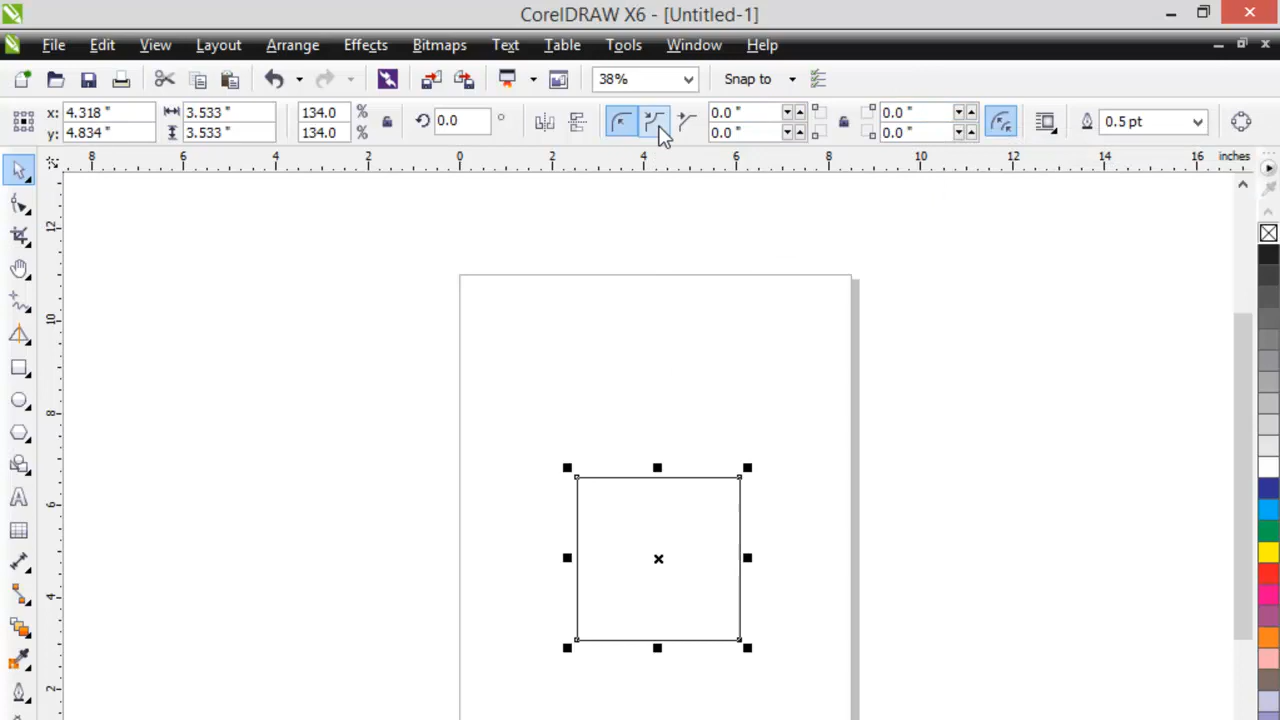 CorelDRAW X6 - [Untitled-1]
File Edit View Layout Arrange Effects Bitmaps Text Table Tools Window Help
38% Snap to
x: 4.318 " 3.533 " 134.0 % 0.0 ° 0.0 " 0.0 " 0.5 pt
y: 4.834 " 3.533 " 134.0 % 0.0 " 0.0 "
8 6 4 2 0 2 4 6 8 10 12 14 16 inches
12
10
8
6
4
2